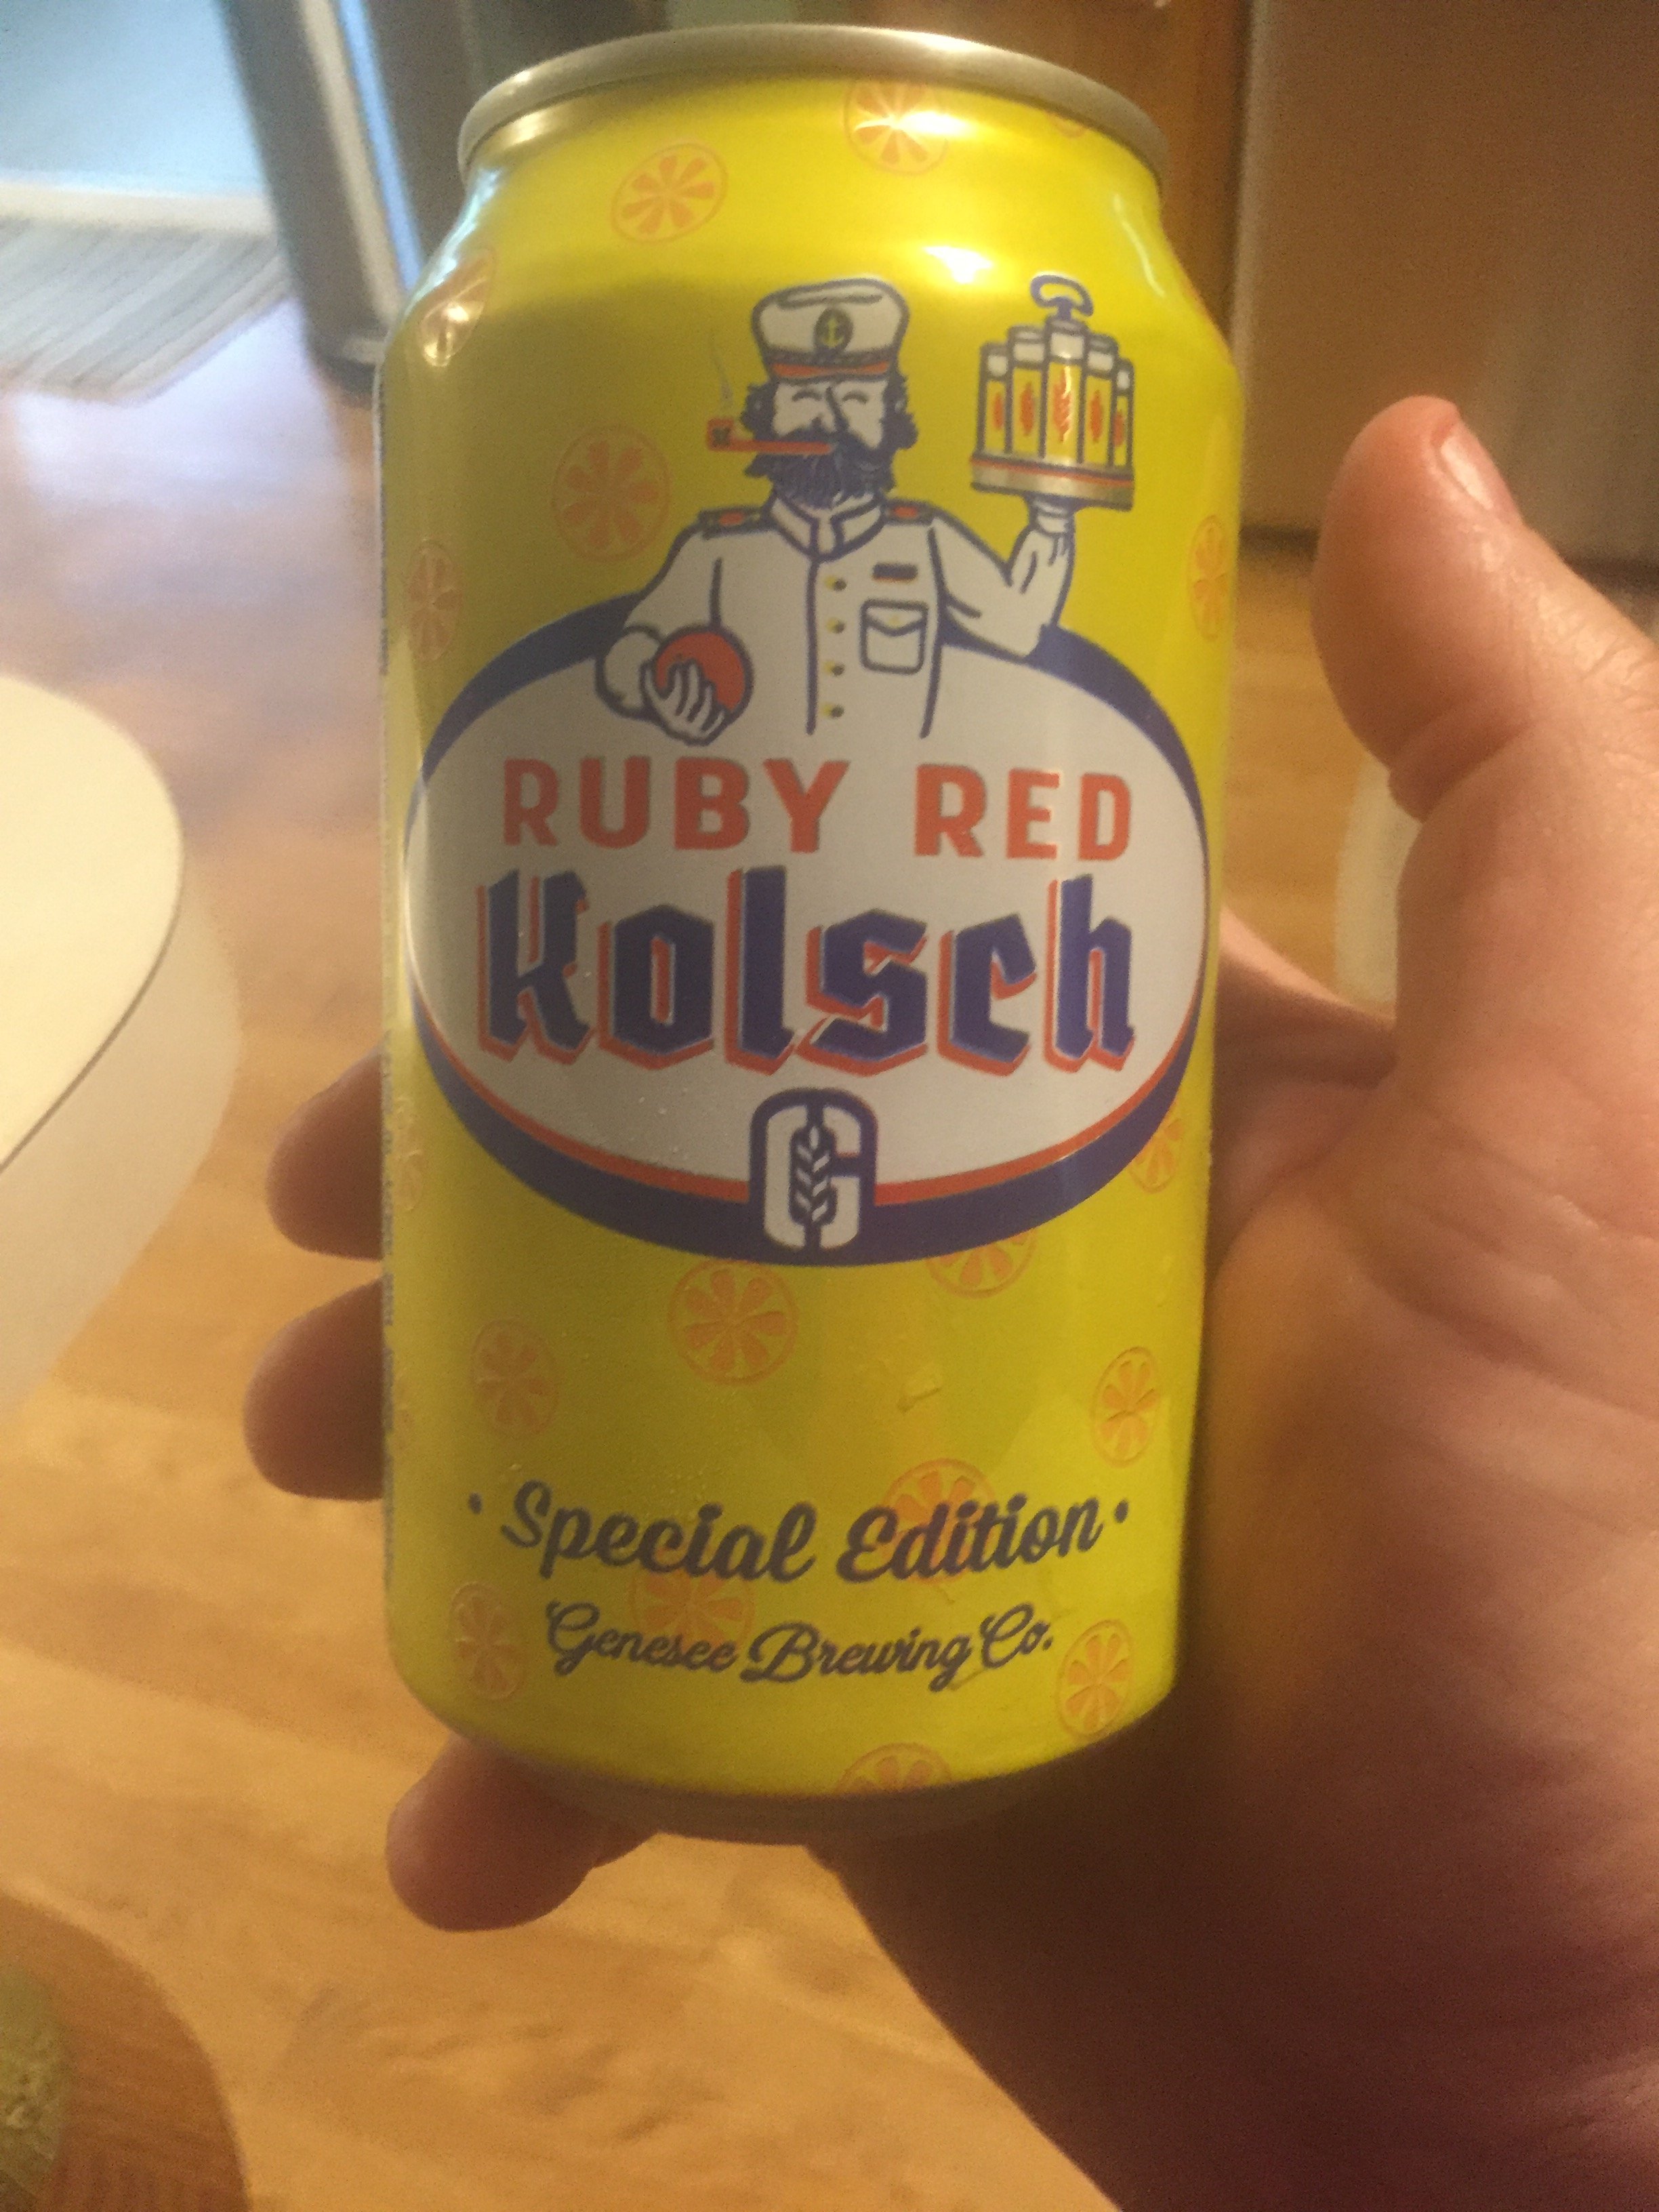 RUBY RED
Kolsch
G
· Special Edition ·
Genesee Brewing Co.